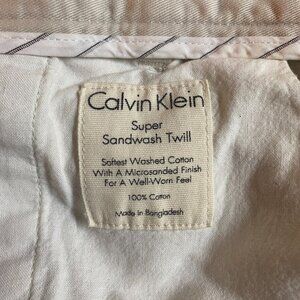 Calvin Klein
Super
Sandwash Twill
Softest Washed Cotton
With A Microsanded Finish
For A Well-Worn Feel
100% Cotton
Made in Bangladesh